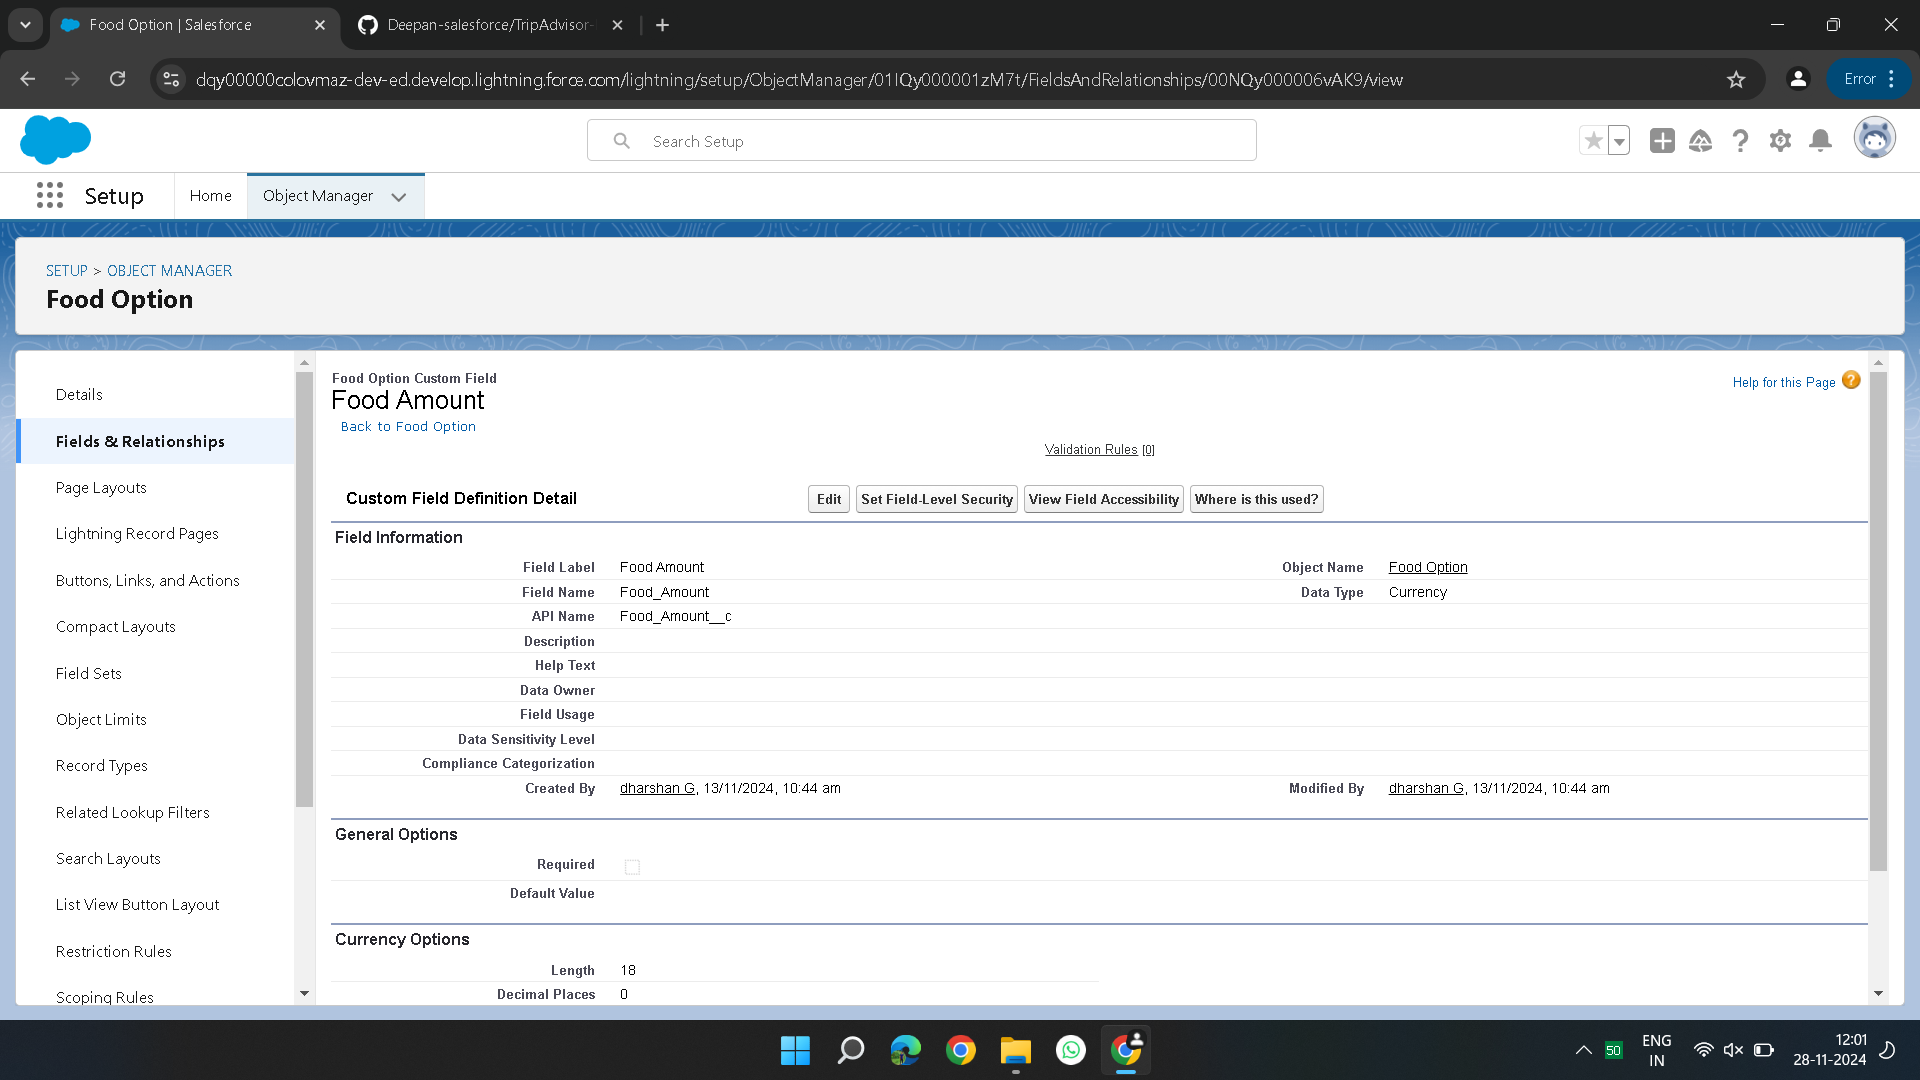 Food Option | Salesforce
Deepan-salesforce/TripAdvisor-
dqy00000colovmaz-dev-ed.develop.lightning.force.com/lightning/setup/ObjectManager/01IQy000001zM7t/FieldsAndRelationships/00NQy000006vAK9/view
Error
Search Setup
Setup
Home
Object Manager
SETUP > OBJECT MANAGER
Food Option
Details
Fields & Relationships
Page Layouts
Lightning Record Pages
Buttons, Links, and Actions
Compact Layouts
Field Sets
Object Limits
Record Types
Related Lookup Filters
Search Layouts
List View Button Layout
Restriction Rules
Scoping Rules
Food Option Custom Field
Food Amount
Back to Food Option
Help for this Page
Validation Rules [0]
Custom Field Definition Detail
Edit
Set Field-Level Security
View Field Accessibility
Where is this used?
Field Information
Field Label Food Amount
Object Name Food Option
Field Name Food_Amount
Data Type Currency
API Name Food_Amount__c
Description
Help Text
Data Owner
Field Usage
Data Sensitivity Level
Compliance Categorization
Created By dharshan G, 13/11/2024, 10:44 am
Modified By dharshan G, 13/11/2024, 10:44 am
General Options
Required
Default Value
Currency Options
Length 18
Decimal Places 0
50
ENG
IN
12:01
28-11-2024